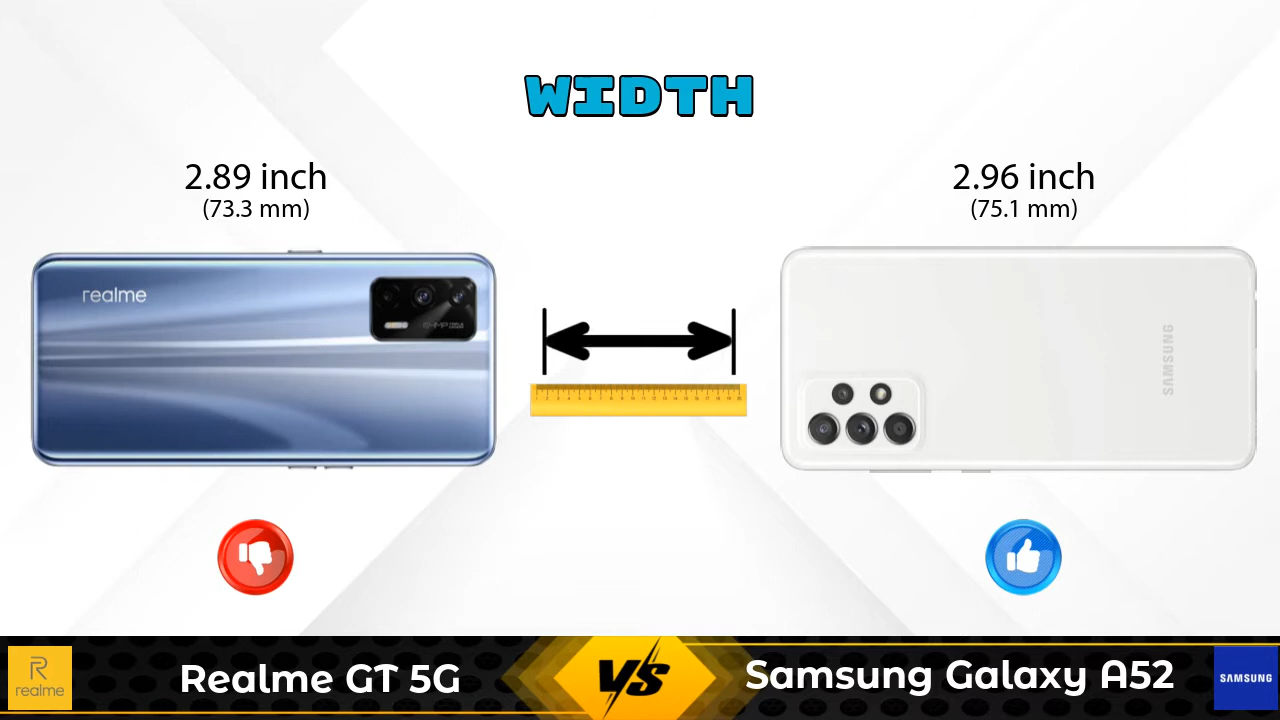 WIDTH
2.89 inch
(73.3 mm)
2.96 inch
(75.1 mm)
realme
SAMSUNG
R
realme
Realme GT 5G
VS
Samsung Galaxy A52
SAMSUNG